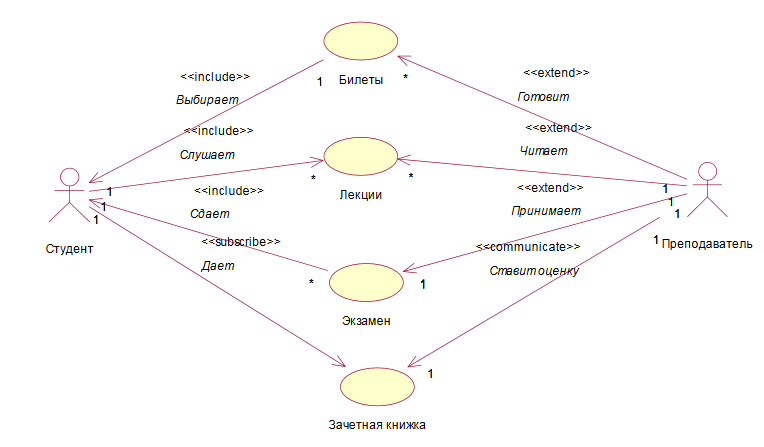 <<include>>
1
Билеты
*
<<extend>>
Выбирает
Готовит
<<include>>
<<extend>>
Слушает
Читает
1
*
Лекции
*
1
<<include>>
<<extend>>
Сдает
1
1
Принимает
1
1
Студент
<<subscribe>>
<<communicate>>
1
Преподаватель
Дает
*
1
Ставит оценку
Экзамен
1
Зачетная книжка